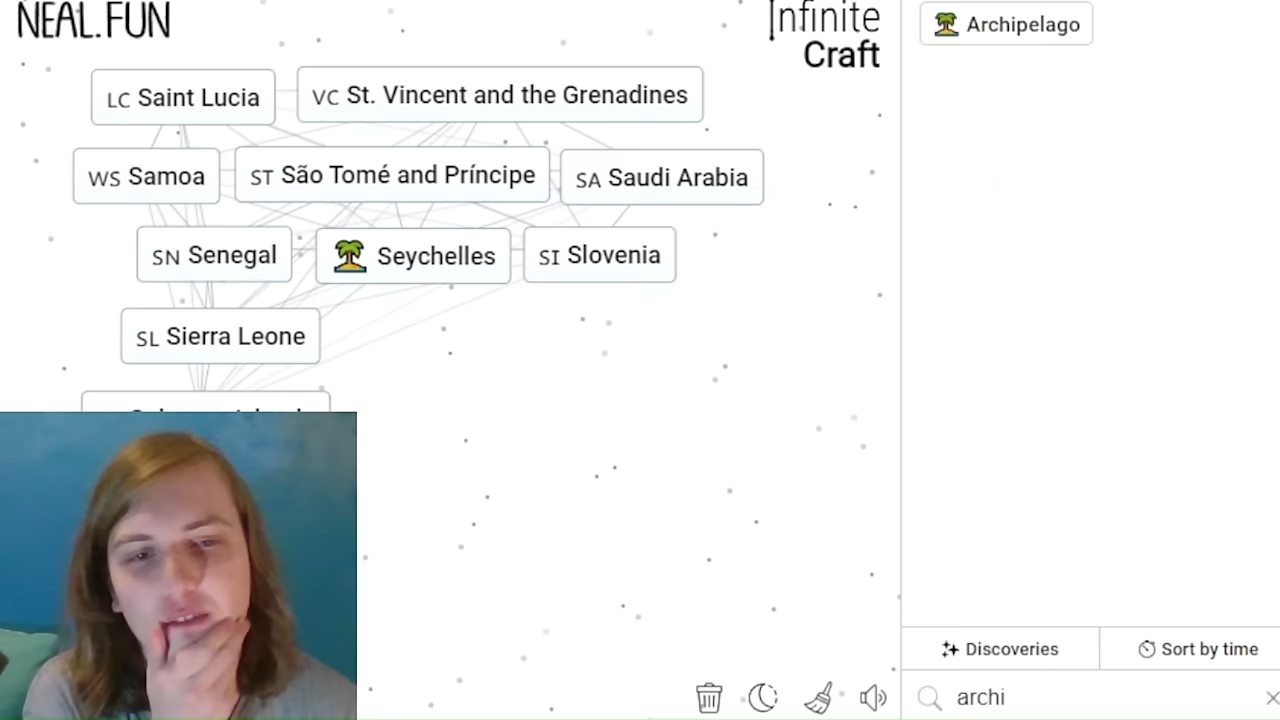 NEAL.FUN
Infinite
Craft
Archipelago
LC Saint Lucia
VC St. Vincent and the Grenadines
WS Samoa
ST São Tomé and Príncipe
SA Saudi Arabia
SN Senegal
Seychelles
SI Slovenia
SL Sierra Leone
Discoveries
Sort by time
archi